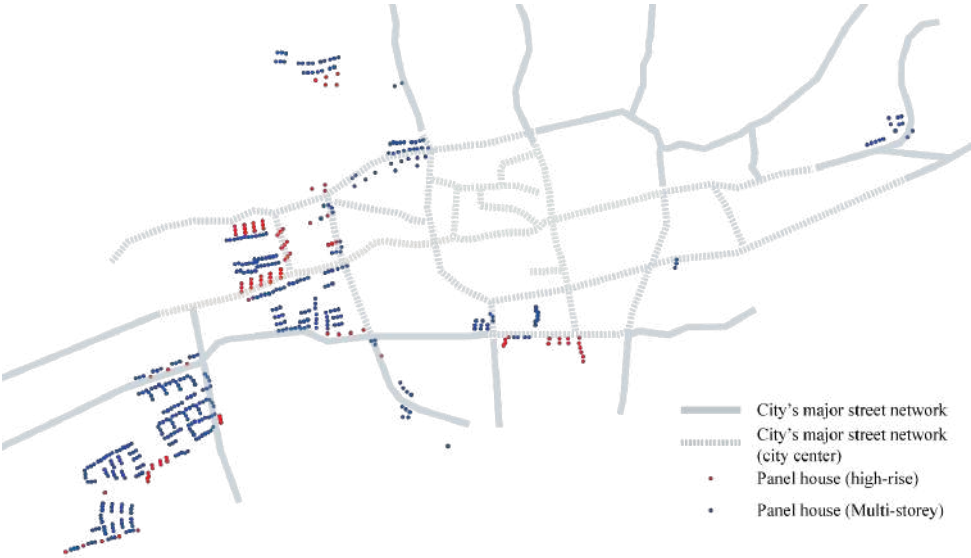 City's major street network
City's major street network
(city center)
Panel house (high-rise)
Panel house (Multi-storey)